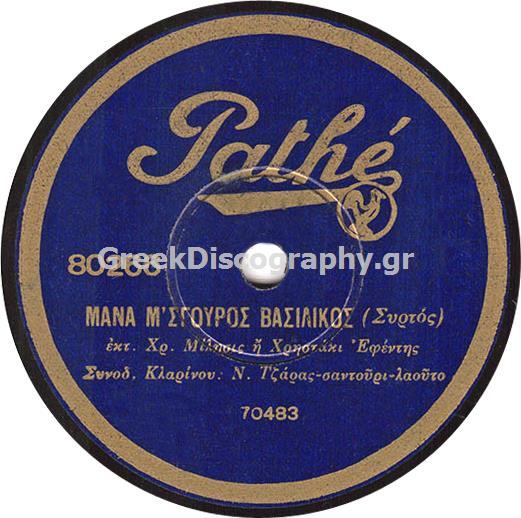 Pathé
80266
GreekDiscography.gr
ΜΑΝΑ Μ'ΣΓΟΥΡΟΣ ΒΑΣΙΛΙΚΟΣ (Συρτός)
ἐκτ. Χρ. Μίλησις ἤ Χρηστάκι Ἐφέντης
Συνοδ. Κλαρίνου: Ν. Τζάρας-σαντοῦρι-λαοῦτο
70483